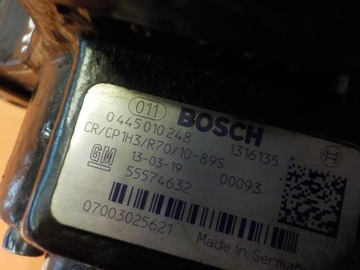 011 BOSCH
0 445 010 248 1316135
CR/CP1H3/R70/10-89S
GM 13-03-19 00093
55574632
07003025621
Made in German